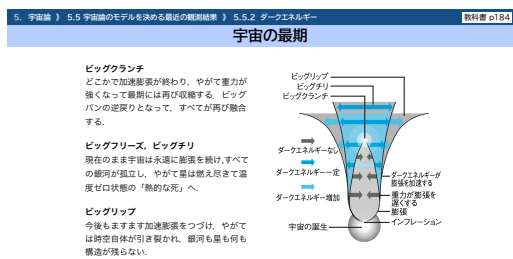 5. 宇宙論 》 5.5 宇宙論のモデルを決める最近の観測結果 》 5.5.2 ダークエネルギー
教科書 p184
宇宙の最期
ビッグクランチ
どこかで加速膨張が終わり、やがて重力が
強くなって最期には再び収縮する。ビッグ
バンの逆戻りとなって、すべてが再び融合
する.
ビッグフリーズ，ビッグチリ
現在のまま宇宙は永遠に膨張を続け,すべて
の銀河が孤立し、やがて星は燃え尽きて温
度ゼロ状態の「熱的な死」へ.
ビッグリップ
今後もますます加速膨張をつづけ、やがて
は時空自体が引き裂かれ、銀河も星も何も
構造が残らない.
ビッグリップ
ビッグチリ
ビッグクランチ
ダークエネルギーなし
ダークエネルギー一定
ダークエネルギー増加
ダークエネルギーが
膨張を加速する
重力が膨張を
遅くする
膨張
インフレーション
宇宙の誕生